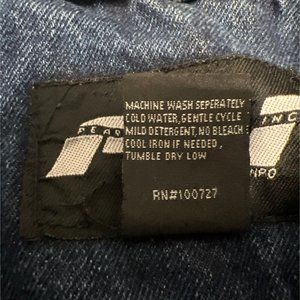 MACHINE WASH SEPERATELY
COLD WATER, GENTLE CYCLE
MILD DETERGENT, NO BLEACH
COOL IRON IF NEEDED,
TUMBLE DRY LOW
RN#100727